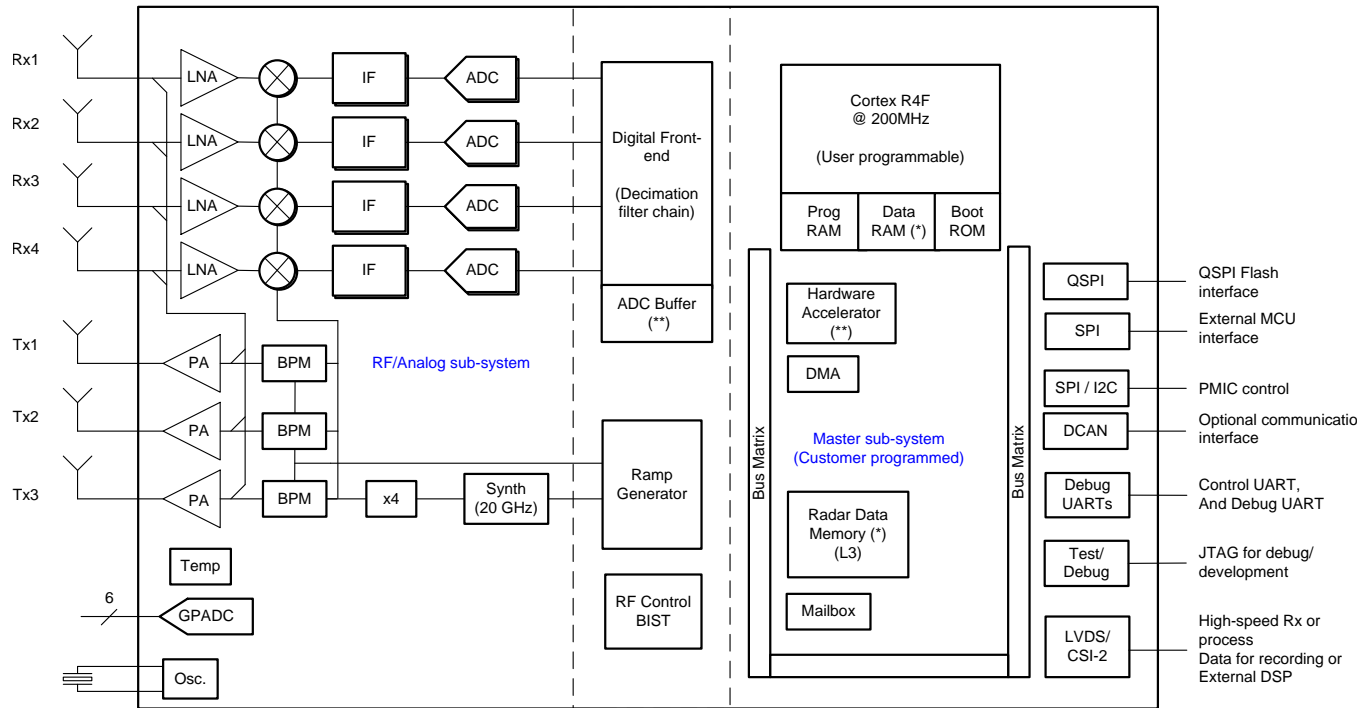 Rx1
LNA
IF
ADC
Rx2
LNA
IF
ADC
Rx3
LNA
IF
ADC
Rx4
LNA
IF
ADC
Digital Front-
end
(Decimation
filter chain)
ADC Buffer
(**)
Tx1
PA
BPM
RF/Analog sub-system
Tx2
PA
BPM
Tx3
PA
BPM
x4
Synth
(20 GHz)
Ramp
Generator
Temp
6
GPADC
RF Control
BIST
Osc.
Cortex R4F
@ 200MHz
(User programmable)
Prog
RAM
Data
RAM (*)
Boot
ROM
Bus Matrix
Hardware
Accelerator
(**)
DMA
Master sub-system
(Customer programmed)
Radar Data
Memory (*)
(L3)
Mailbox
Bus Matrix
QSPI
QSPI Flash
interface
SPI
External MCU
interface
SPI / I2C
PMIC control
DCAN
Optional communicatio
interface
Debug
UARTs
Control UART,
And Debug UART
Test/
Debug
JTAG for debug/
development
LVDS/
CSI-2
High-speed Rx or
process
Data for recording or
External DSP